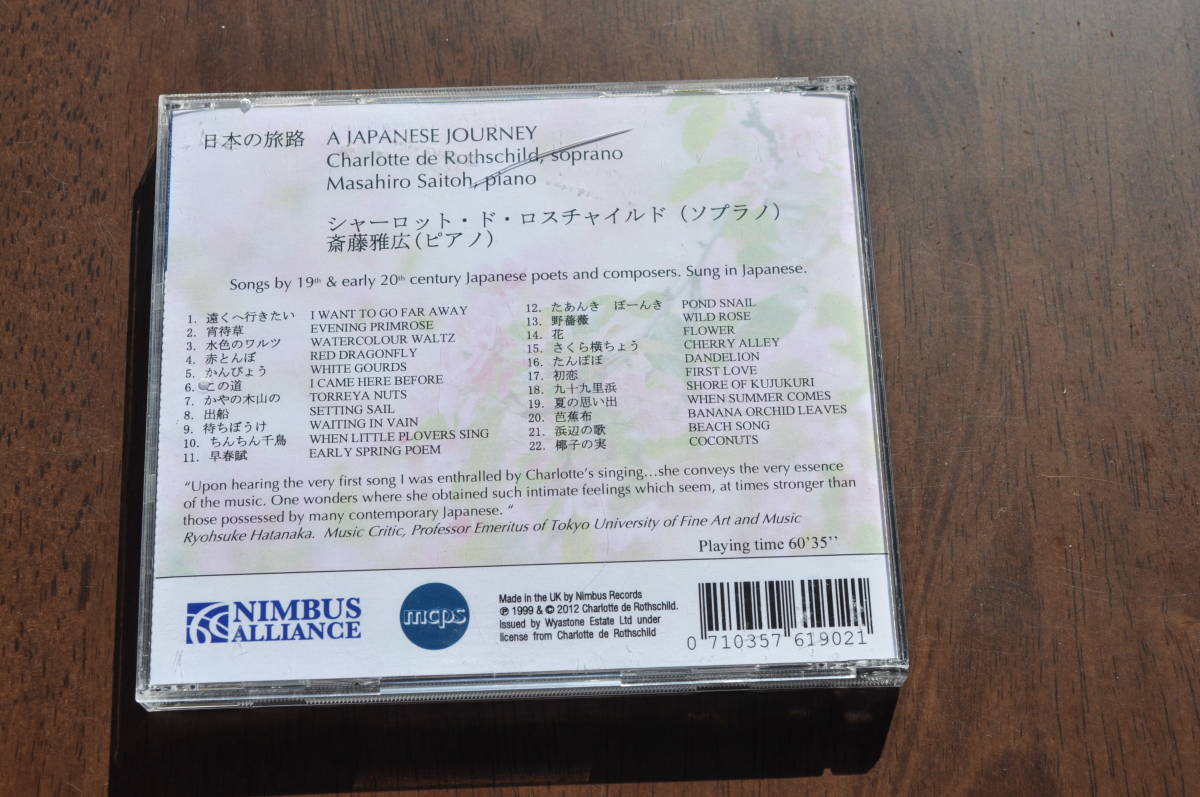 日本の旅路 A JAPANESE JOURNEY
Charlotte de Rothschild, soprano
Masahiro Saitoh, piano
シャーロット・ド・ロスチャイルド（ソプラノ）
斎藤雅広（ピアノ）
Songs by 19th & early 20th century Japanese poets and composers. Sung in Japanese.
1. 遠くへ行きたい I WANT TO GO FAR AWAY
2. 宵待草 EVENING PRIMROSE
3. 水色のワルツ WATERCOLOUR WALTZ
4. 赤とんぼ RED DRAGONFLY
5. かんぴょう WHITE GOURDS
6. この道 I CAME HERE BEFORE
7. かやの木山の TORREYA NUTS
8. 出船 SETTING SAIL
9. 待ちぼうけ WAITING IN VAIN
10. ちんちん千鳥 WHEN LITTLE PLOVERS SING
11. 早春賦 EARLY SPRING POEM
12. たあんき ぽーんき POND SNAIL
13. 野薔薇 WILD ROSE
14. 花 FLOWER
15. さくら横ちょう CHERRY ALLEY
16. たんぽぽ DANDELION
17. 初恋 FIRST LOVE
18. 九十九里浜 SHORE OF KUJUKURI
19. 夏の思い出 WHEN SUMMER COMES
20. 芭蕉布 BANANA ORCHID LEAVES
21. 浜辺の歌 BEACH SONG
22. 椰子の実 COCONUTS
"Upon hearing the very first song I was enthralled by Charlotte's singing...she conveys the very essence
of the music. One wonders where she obtained such intimate feelings which seem, at times stronger than
those possessed by many contemporary Japanese. "
Ryohsuke Hatanaka. Music Critic, Professor Emeritus of Tokyo University of Fine Art and Music
Playing time 60'35''
NIMBUS
ALLIANCE
mcps
Made in the UK by Nimbus Records
℗ 1999 & © 2012 Charlotte de Rothschild.
Issued by Wyastone Estate Ltd under
license from Charlotte de Rothschild
0 710357 619021